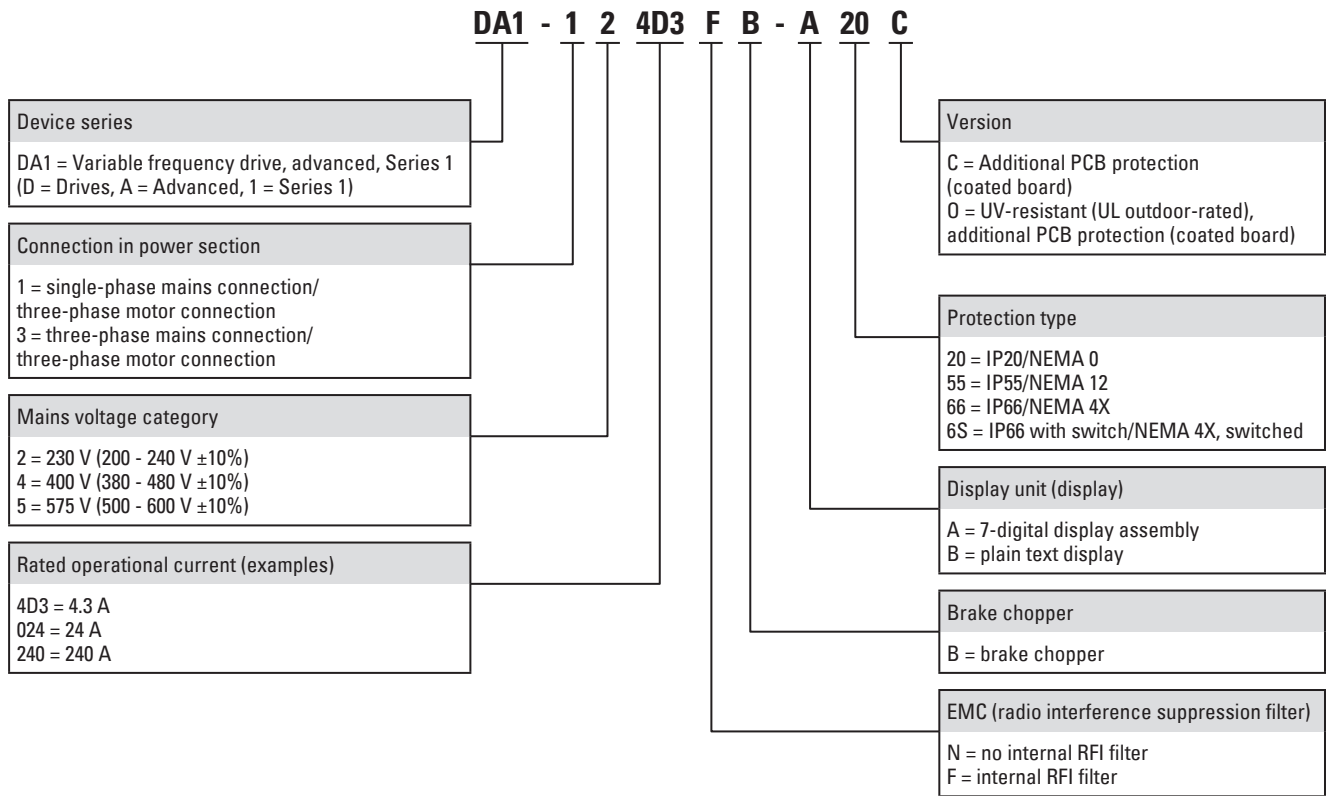 DA1 - 1 2 4D3 F B - A 20 C
Device series
DA1 = Variable frequency drive, advanced, Series 1
(D = Drives, A = Advanced, 1 = Series 1)
Connection in power section
1 = single-phase mains connection/
three-phase motor connection
3 = three-phase mains connection/
three-phase motor connection
Mains voltage category
2 = 230 V (200 - 240 V ±10%)
4 = 400 V (380 - 480 V ±10%)
5 = 575 V (500 - 600 V ±10%)
Rated operational current (examples)
4D3 = 4.3 A
024 = 24 A
240 = 240 A
Version
C = Additional PCB protection
(coated board)
O = UV-resistant (UL outdoor-rated),
additional PCB protection (coated board)
Protection type
20 = IP20/NEMA 0
55 = IP55/NEMA 12
66 = IP66/NEMA 4X
6S = IP66 with switch/NEMA 4X, switched
Display unit (display)
A = 7-digital display assembly
B = plain text display
Brake chopper
B = brake chopper
EMC (radio interference suppression filter)
N = no internal RFI filter
F = internal RFI filter